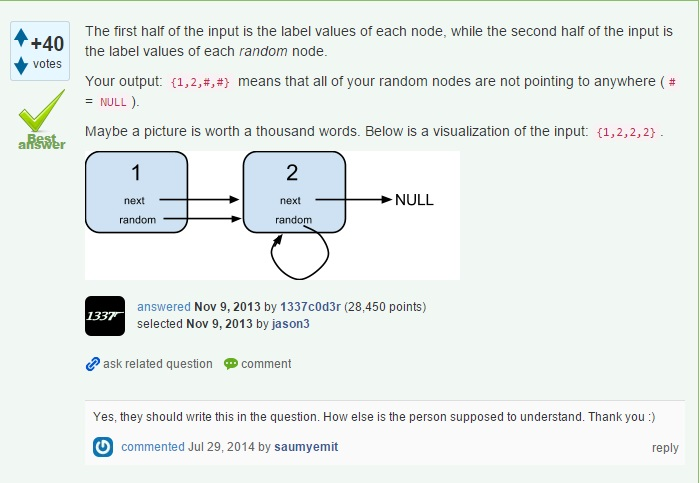 +40
votes
Best
answer
The first half of the input is the label values of each node, while the second half of the input is
the label values of each random node.
Your output: {1,2,#,#} means that all of your random nodes are not pointing to anywhere ( #
= NULL ).
Maybe a picture is worth a thousand words. Below is a visualization of the input: {1,2,2,2} .
1
next
random
2
next
random
NULL
1337
answered Nov 9, 2013 by 1337c0d3r (28,450 points)
selected Nov 9, 2013 by jason3
ask related question comment
Yes, they should write this in the question. How else is the person supposed to understand. Thank you :)
commented Jul 29, 2014 by saumyemit
reply